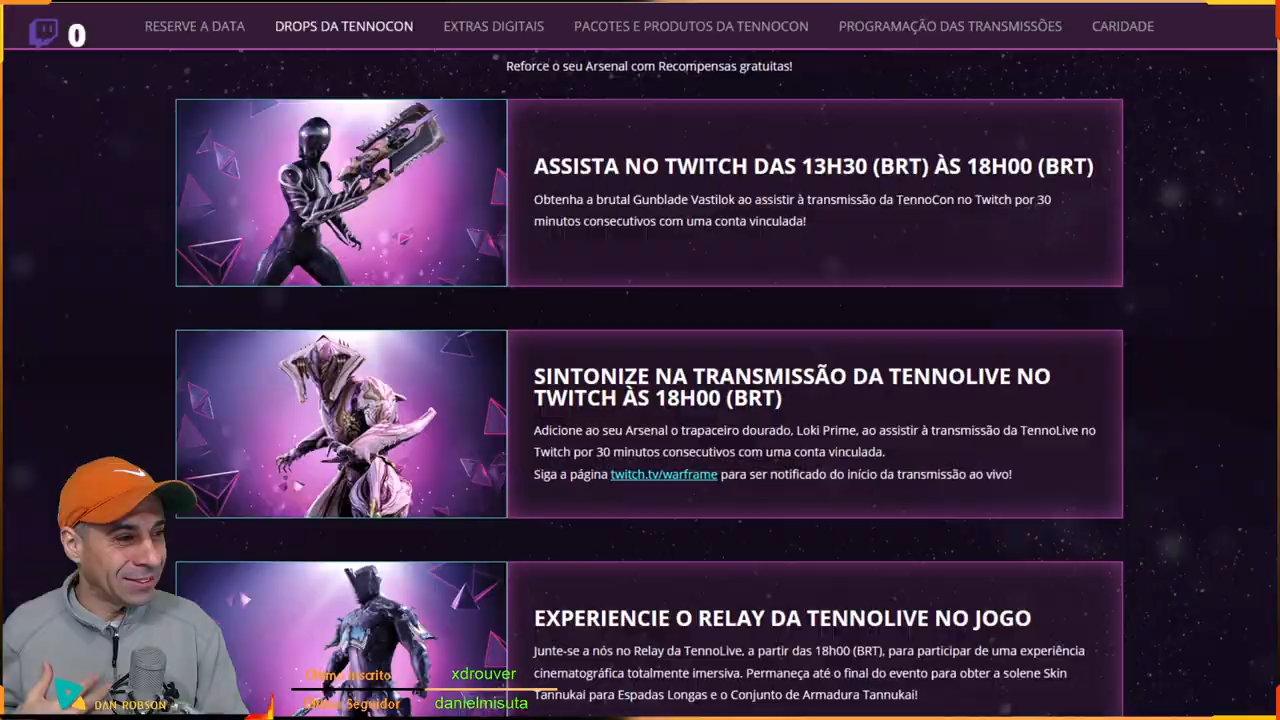 0
RESERVE A DATA DROPS DA TENNOCON EXTRAS DIGITAIS PACOTES E PRODUTOS DA TENNOCON PROGRAMAÇÃO DAS TRANSMISSÕES CARIDADE
Reforce o seu Arsenal com Recompensas gratuitas!
ASSISTA NO TWITCH DAS 13H30 (BRT) ÀS 18H00 (BRT)
Obtenha a brutal Gunblade Vastilok ao assistir à transmissão da TennoCon no Twitch por 30
minutos consecutivos com uma conta vinculada!
SINTONIZE NA TRANSMISSÃO DA TENNOLIVE NO
TWITCH ÀS 18H00 (BRT)
Adicione ao seu Arsenal o trapaceiro dourado, Loki Prime, ao assistir à transmissão da TennoLive no
Twitch por 30 minutos consecutivos com uma conta vinculada.
Siga a página twitch.tv/warframe para ser notificado do início da transmissão ao vivo!
EXPERIENCIE O RELAY DA TENNOLIVE NO JOGO
Junte-se a nós no Relay da TennoLive, a partir das 18h00 (BRT), para participar de uma experiência
cinematográfica totalmente imersiva. Permaneça até o final do evento para obter a solene Skin
Tannukai para Espadas Longas e o Conjunto de Armadura Tannukai!
Último Inscrito xdrouver
Último Seguidor danielmisuta
DAN ROBSON